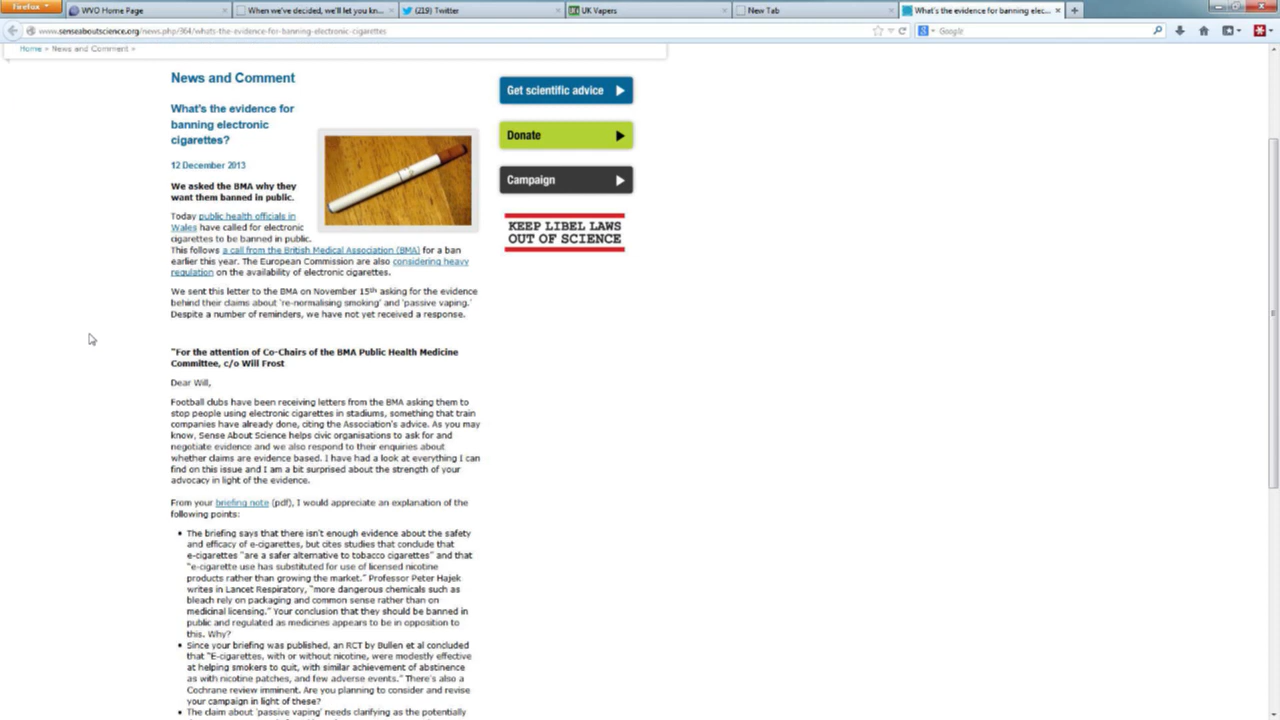 Firefox
WVO Home Page
When we've decided, we'll let you kn...
(219) Twitter
UK Vapers
New Tab
What's the evidence for banning elec...
www.senseaboutscience.org/news.php/364/whats-the-evidence-for-banning-electronic-cigarettes
Google
Home » News and Comment »
News and Comment
What's the evidence for
banning electronic
cigarettes?
12 December 2013
We asked the BMA why they
want them banned in public.
Today public health officials in
Wales have called for electronic
cigarettes to be banned in public.
This follows a call from the British Medical Association (BMA) for a ban
earlier this year. The European Commission are also considering heavy
regulation on the availability of electronic cigarettes.
We sent this letter to the BMA on November 15th asking for the evidence
behind their claims about 're-normalising smoking' and 'passive vaping.'
Despite a number of reminders, we have not yet received a response.
"For the attention of Co-Chairs of the BMA Public Health Medicine
Committee, c/o Will Frost
Dear Will,
Football clubs have been receiving letters from the BMA asking them to
stop people using electronic cigarettes in stadiums, something that train
companies have already done, citing the Association's advice. As you may
know, Sense About Science helps civic organisations to ask for and
negotiate evidence and we also respond to their enquiries about
whether claims are evidence based. I have had a look at everything I can
find on this issue and I am a bit surprised about the strength of your
advocacy in light of the evidence.
From your briefing note (pdf), I would appreciate an explanation of the
following points:
The briefing says that there isn't enough evidence about the safety
and efficacy of e-cigarettes, but cites studies that conclude that
e-cigarettes "are a safer alternative to tobacco cigarettes" and that
"e-cigarette use has substituted for use of licensed nicotine
products rather than growing the market." Professor Peter Hajek
writes in Lancet Respiratory, "more dangerous chemicals such as
bleach rely on packaging and common sense rather than on
medicinal licensing." Your conclusion that they should be banned in
public and regulated as medicines appears to be in opposition to
this. Why?
Since your briefing was published, an RCT by Bullen et al concluded
that "E-cigarettes, with or without nicotine, were modestly effective
at helping smokers to quit, with similar achievement of abstinence
as with nicotine patches, and few adverse events." There's also a
Cochrane review imminent. Are you planning to consider and revise
your campaign in light of these?
The claim about 'passive vaping' needs clarifying as the potentially
Get scientific advice
Donate
Campaign
KEEP LIBEL LAWS
OUT OF SCIENCE